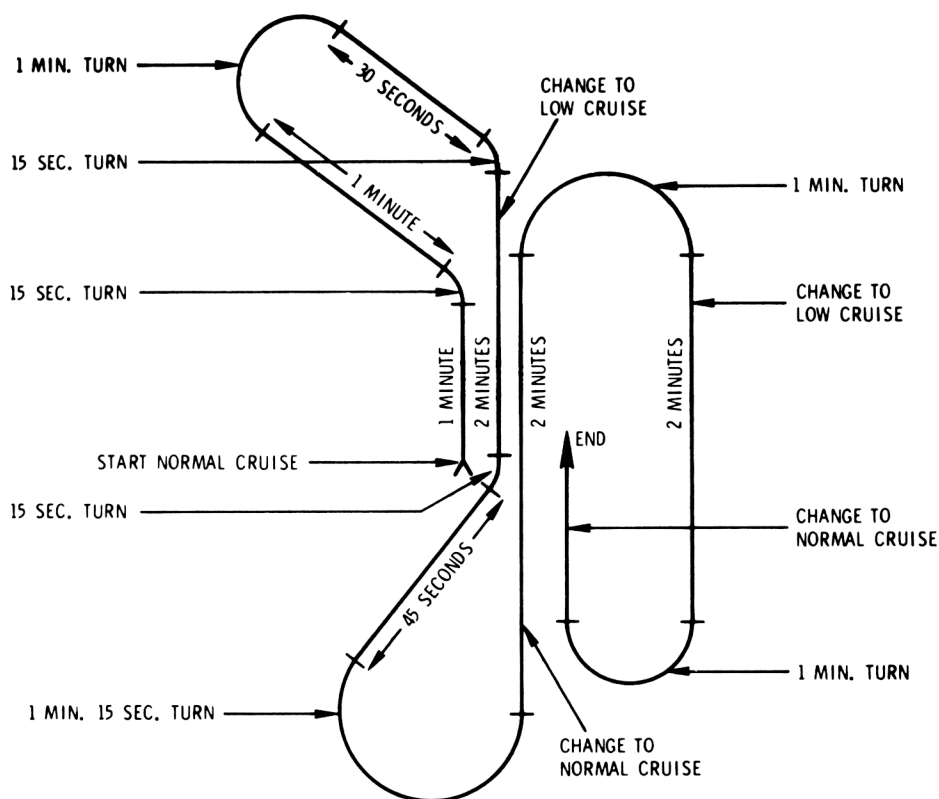 1 MIN. TURN
30 SECONDS
CHANGE TO
LOW CRUISE
15 SEC. TURN
1 MINUTE
1 MIN. TURN
15 SEC. TURN
CHANGE TO
LOW CRUISE
1 MINUTE
2 MINUTES
2 MINUTES
2 MINUTES
START NORMAL CRUISE
END
15 SEC. TURN
CHANGE TO
NORMAL CRUISE
45 SECONDS
1 MIN. TURN
1 MIN. 15 SEC. TURN
CHANGE TO
NORMAL CRUISE